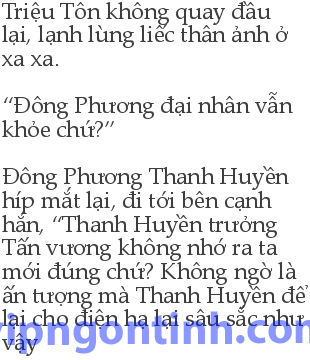 Triệu Tôn không quay đầu
lại, lạnh lùng liếc thân ảnh ở
xa xa.
“Đông Phương đại nhân vẫn
khỏe chứ?”
Đông Phương Thanh Huyền
híp mắt lại, đi tới bên cạnh
hắn, “Thanh Huyền trưởng
Tấn vương không nhớ ra ta
mới đúng chứ? Không ngờ là
ấn tượng mà Thanh Huyền để
lại cho điện hạ lại sâu sắc như
vậy
vipngontinh.com